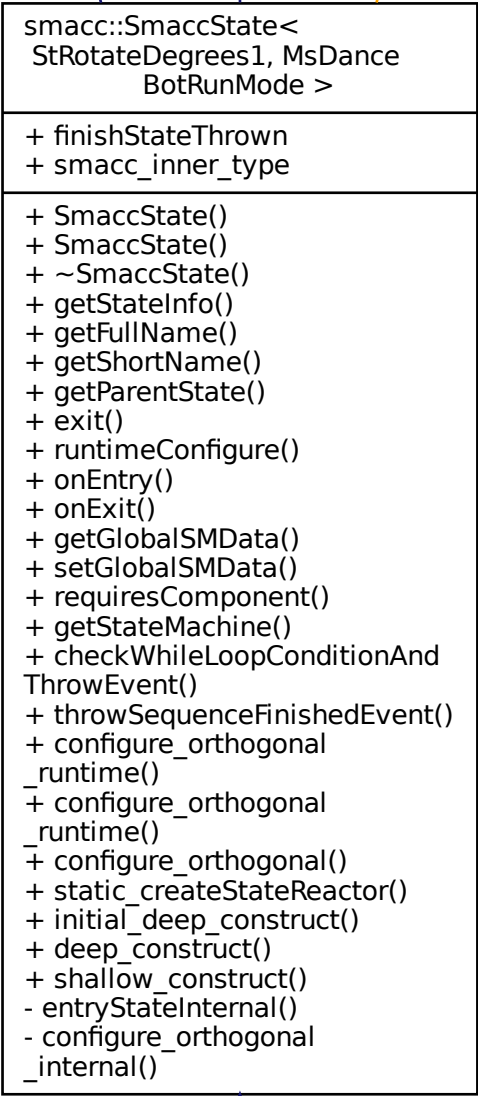 smacc::SmaccState<
StRotateDegrees1, MsDance
BotRunMode >
+ finishStateThrown
+ smacc_inner_type
+ SmaccState()
+ SmaccState()
+ ~SmaccState()
+ getStateInfo()
+ getFullName()
+ getShortName()
+ getParentState()
+ exit()
+ runtimeConfigure()
+ onEntry()
+ onExit()
+ getGlobalSMData()
+ setGlobalSMData()
+ requiresComponent()
+ getStateMachine()
+ checkWhileLoopConditionAnd
ThrowEvent()
+ throwSequenceFinishedEvent()
+ configure_orthogonal
_runtime()
+ configure_orthogonal
_runtime()
+ configure_orthogonal()
+ static_createStateReactor()
+ initial_deep_construct()
+ deep_construct()
+ shallow_construct()
- entryStateInternal()
- configure_orthogonal
_internal()